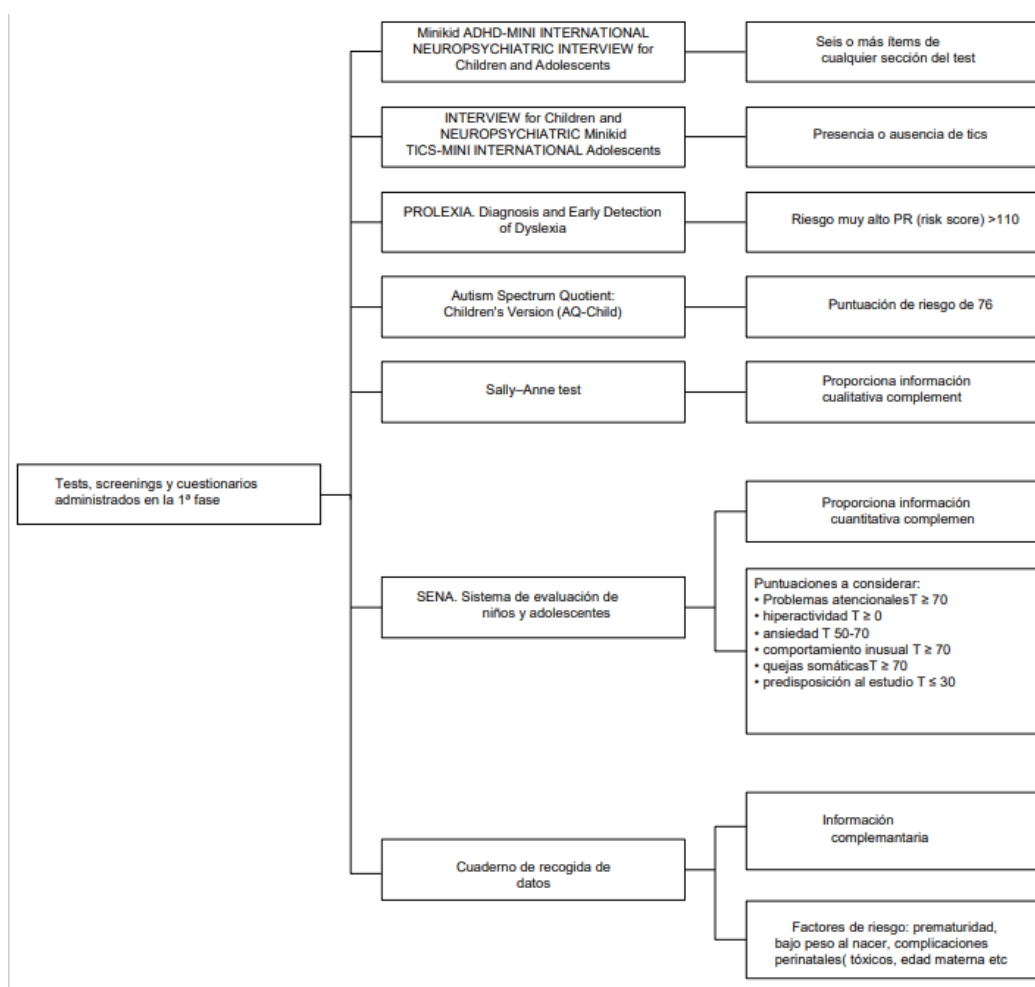 Minikid ADHD-MINI INTERNATIONAL
NEUROPSYCHIATRIC INTERVIEW for
Children and Adolescents
Seis o más ítems de
cualquier sección del test
INTERVIEW for Children and
NEUROPSYCHIATRIC Minikid
TICS-MINI INTERNATIONAL Adolescents
Presencia o ausencia de tics
PROLEXIA. Diagnosis and Early Detection
of Dyslexia
Riesgo muy alto PR (risk score) >110
Autism Spectrum Quotient:
Children's Version (AQ-Child)
Puntuación de riesgo de 76
Sally–Anne test
Proporciona información
cualitativa complement
Tests, screenings y cuestionarios
administrados en la 1ª fase
SENA. Sistema de evaluación de
niños y adolescentes
Proporciona información
cuantitativa complemen
Puntuaciones a considerar:
• Problemas atencionalesT ≥ 70
• hiperactividad T ≥ 0
• ansiedad T 50-70
• comportamiento inusual T ≥ 70
• quejas somáticasT ≥ 70
• predisposición al estudio T ≤ 30
Cuaderno de recogida de
datos
Información
complemantaria
Factores de riesgo: prematuridad,
bajo peso al nacer, complicaciones
perinatales( tóxicos, edad materna etc